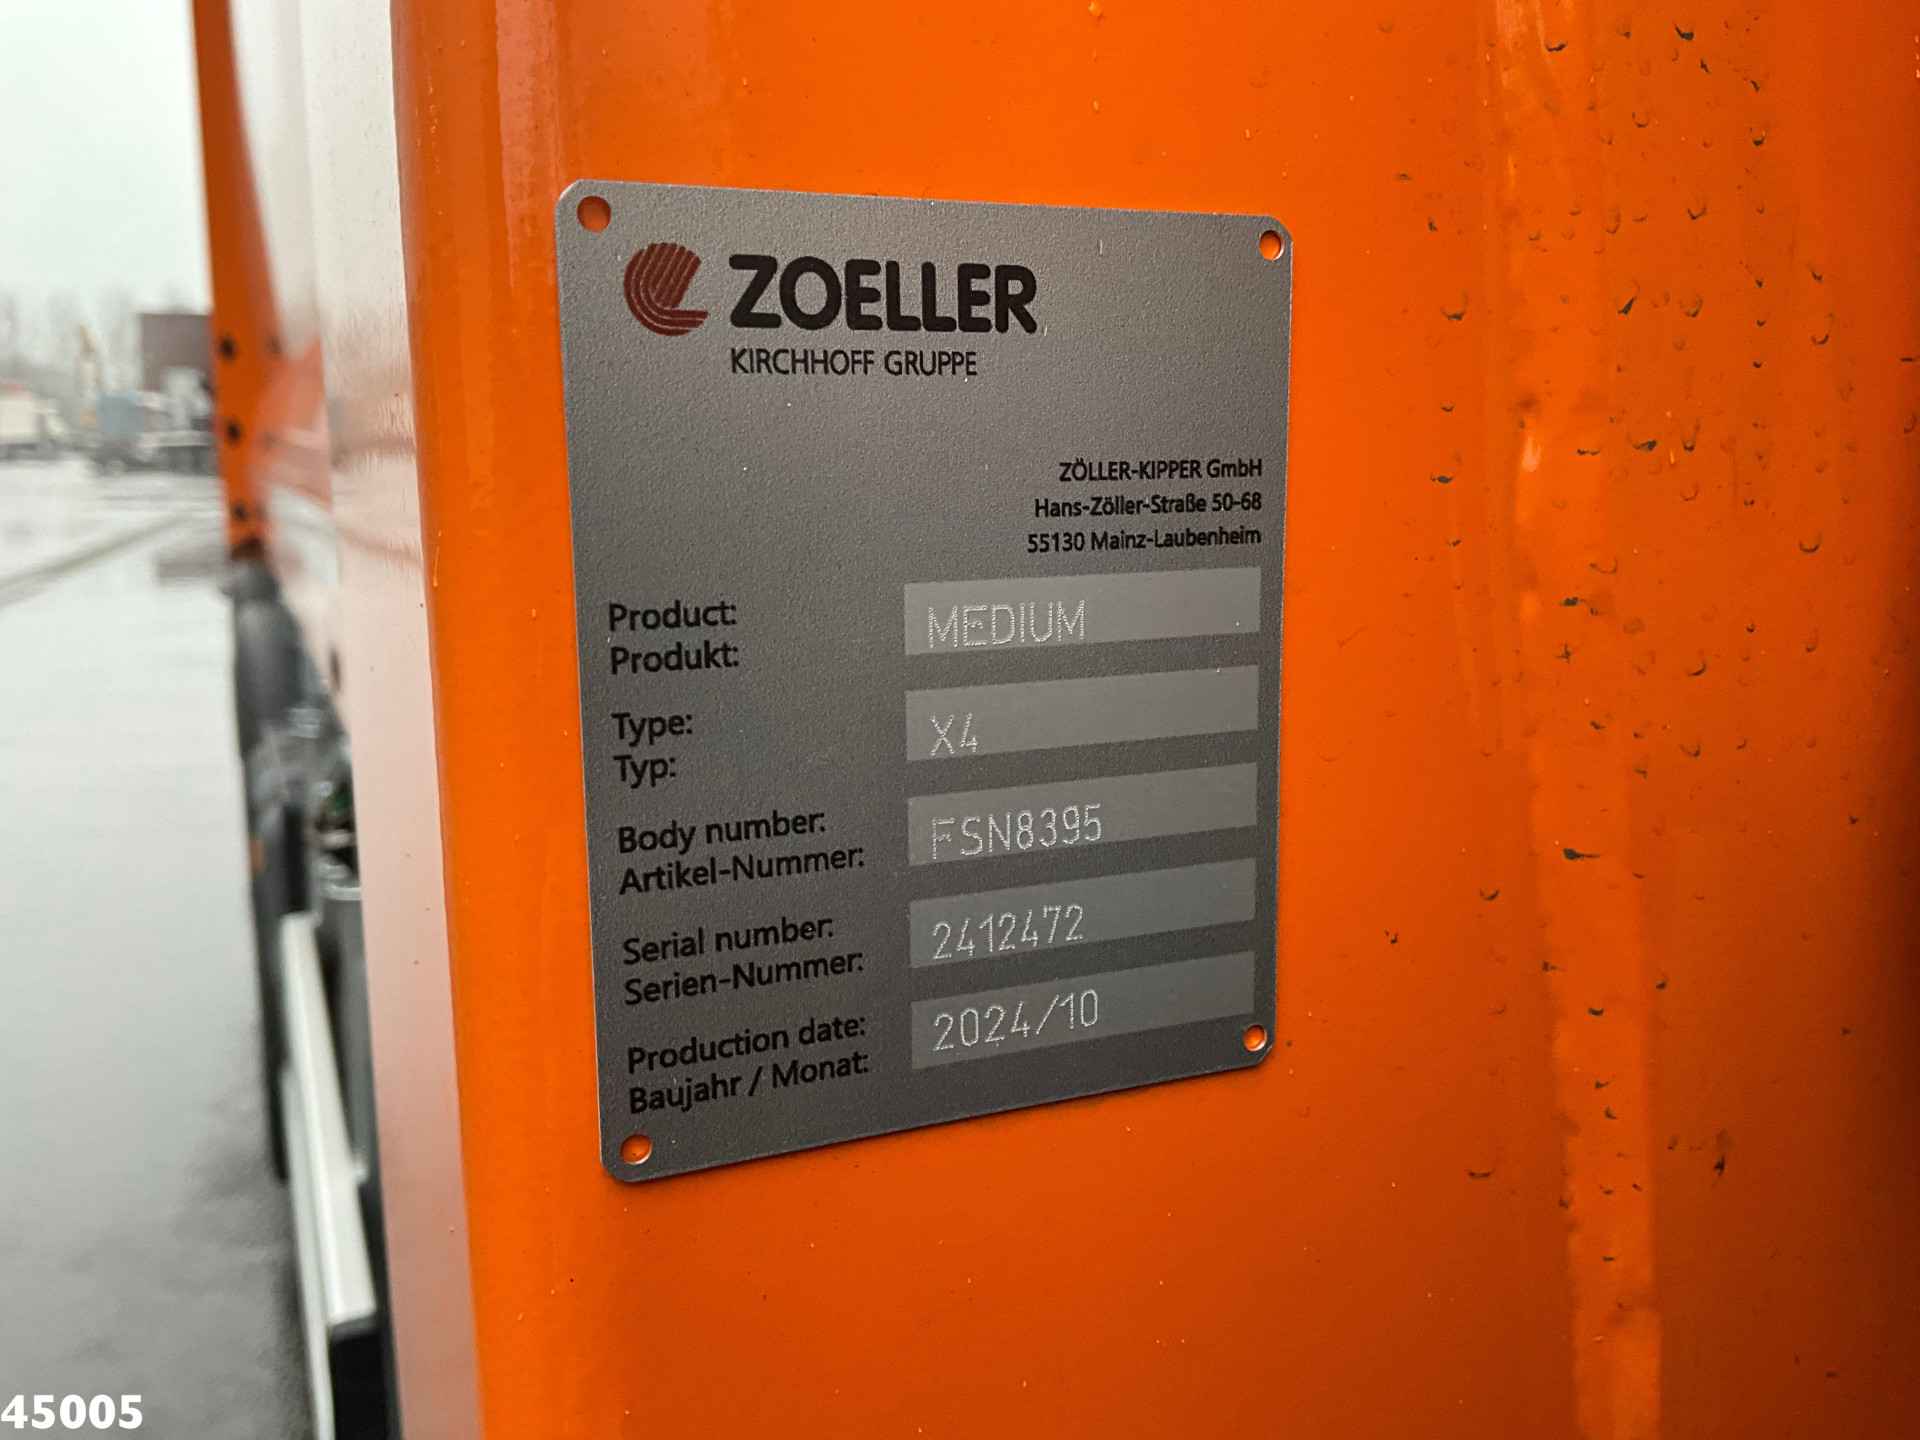 ZOELLER
KIRCHHOFF GRUPPE
ZÖLLER-KIPPER GmbH
Hans-Zöller-Straße 50-68
55130 Mainz-Laubenheim
Product: MEDIUM
Produkt:
Type: X4
Typ:
Body number: FSN8395
Artikel-Nummer:
Serial number: 2412472
Serien-Nummer:
Production date: 2024/10
Baujahr / Monat:
45005